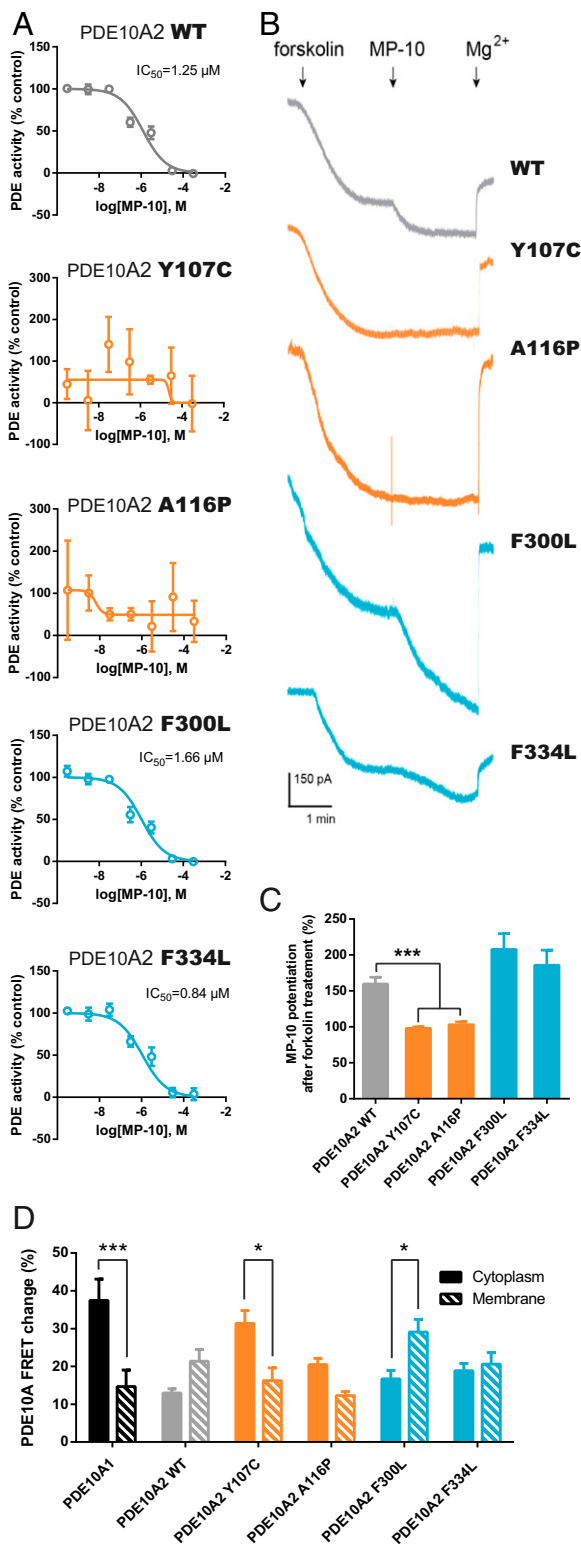 A
PDE10A2 WT
IC50=1.25 µM
PDE activity (% control)
150
100
50
0
-50
-8 -6 -4 -2
log[MP-10], M
PDE10A2 Y107C
PDE activity (% control)
300
200
100
0
-100
-8 -6 -4 -2
log[MP-10], M
PDE10A2 A116P
PDE activity (% control)
300
200
100
0
-100
-8 -6 -4 -2
log[MP-10], M
PDE10A2 F300L
IC50=1.66 µM
PDE activity (% control)
150
100
50
0
-50
-8 -6 -4 -2
log[MP-10], M
PDE10A2 F334L
IC50=0.84 µM
PDE activity (% control)
150
100
50
0
-50
-8 -6 -4 -2
log[MP-10], M
B
forskolin MP-10 Mg2+
WT
Y107C
A116P
F300L
F334L
150 pA
1 min
C
MP-10 potentiation
after forkolin treatement (%)
250
200
150
100
50
0
***
PDE10A2 WT
PDE10A2 Y107C
PDE10A2 A116P
PDE10A2 F300L
PDE10A2 F334L
D
PDE10A FRET change (%)
50
40
30
20
10
0
*** * *
Cytoplasm
Membrane
PDE10A1
PDE10A2 WT
PDE10A2 Y107C
PDE10A2 A116P
PDE10A2 F300L
PDE10A2 F334L